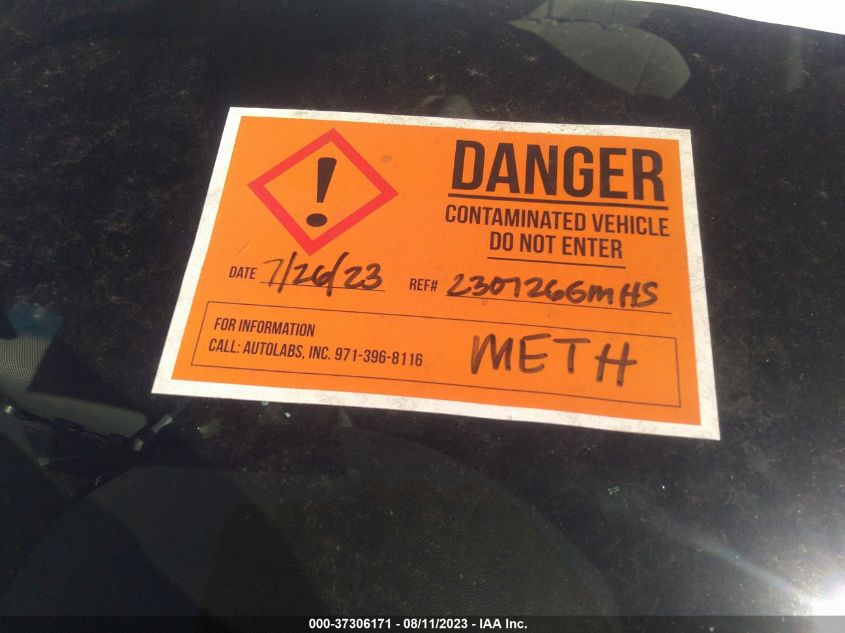 DANGER
CONTAMINATED VEHICLE
DO NOT ENTER
DATE 7/26/23 REF# 230726GMHS
FOR INFORMATION
CALL: AUTOLABS, INC. 971-396-8116
METH
000-37306171 - 08/11/2023 - IAA Inc.